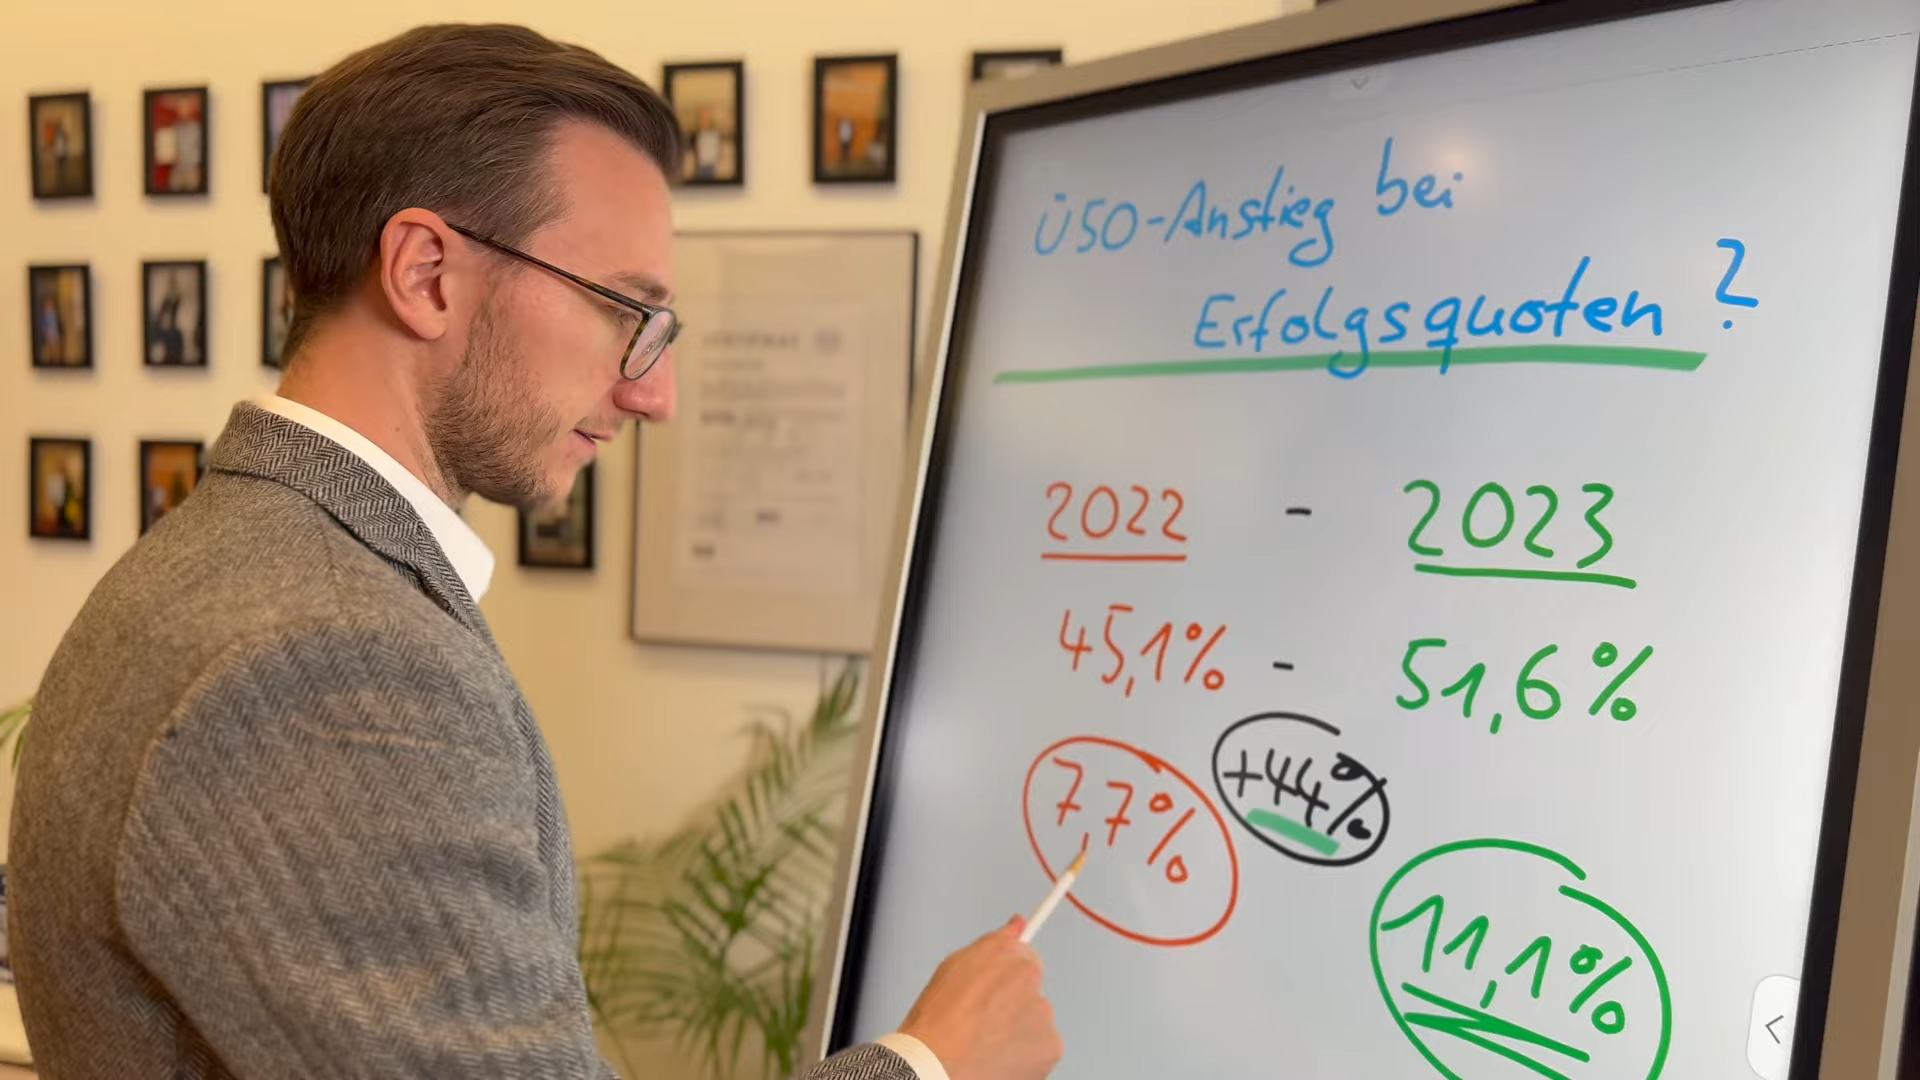 Ü50-Anstieg bei
Erfolgsquoten?
2022 - 2023
45,1% - 51,6%
7,7% +44% 11,1%